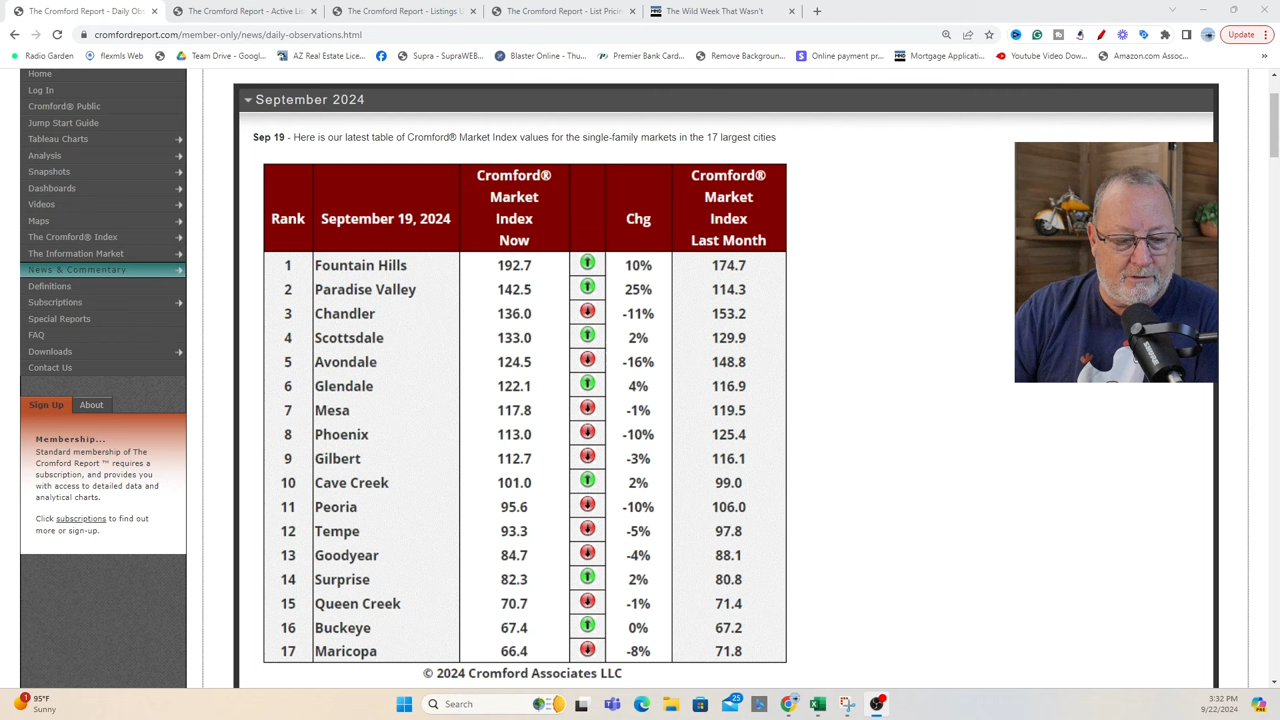 The Cromford Report - Daily Obs
The Cromford Report - Active Lis
The Cromford Report - Listings U
The Cromford Report - List Pricin
The Wild Week That Wasn't
cromfordreport.com/member-only/news/daily-observations.html
Update
Radio Garden
flexmls Web
Team Drive - Googl...
AZ Real Estate Lifes...
Supra - SupraWEB...
Blaster Online - Thu...
Premier Bank Card...
Remove Background...
Online payment pr...
Mortgage Applicati...
Youtube Video Dow...
Amazon.com Assoc...
Home
Log In
Cromford® Public
Jump Start Guide
Tableau Charts
Analysis
Snapshots
Dashboards
Videos
Maps
The Cromford® Index
The Information Market
News & Commentary
Definitions
Subscriptions
Special Reports
FAQ
Downloads
Contact Us
Sign Up About
Membership...
Standard membership of The
Cromford Report ™ requires a
subscription, and provides you
with access to detailed data and
analytical charts.
Click subscriptions to find out
more or sign-up.
September 2024
Sep 19 - Here is our latest table of Cromford® Market Index values for the single-family markets in the 17 largest cities
Rank September 19, 2024 Cromford® Market Index Now Chg Cromford® Market Index Last Month
1 Fountain Hills 192.7 10% 174.7
2 Paradise Valley 142.5 25% 114.3
3 Chandler 136.0 -11% 153.2
4 Scottsdale 133.0 2% 129.9
5 Avondale 124.5 -16% 148.8
6 Glendale 122.1 4% 116.9
7 Mesa 117.8 -1% 119.5
8 Phoenix 113.0 -10% 125.4
9 Gilbert 112.7 -3% 116.1
10 Cave Creek 101.0 2% 99.0
11 Peoria 95.6 -10% 106.0
12 Tempe 93.3 -5% 97.8
13 Goodyear 84.7 -4% 88.1
14 Surprise 82.3 2% 80.8
15 Queen Creek 70.7 -1% 71.4
16 Buckeye 67.4 0% 67.2
17 Maricopa 66.4 -8% 71.8
© 2024 Cromford Associates LLC
SHURE
1
95°F
Sunny
Search
25
3:32 PM
9/22/2024